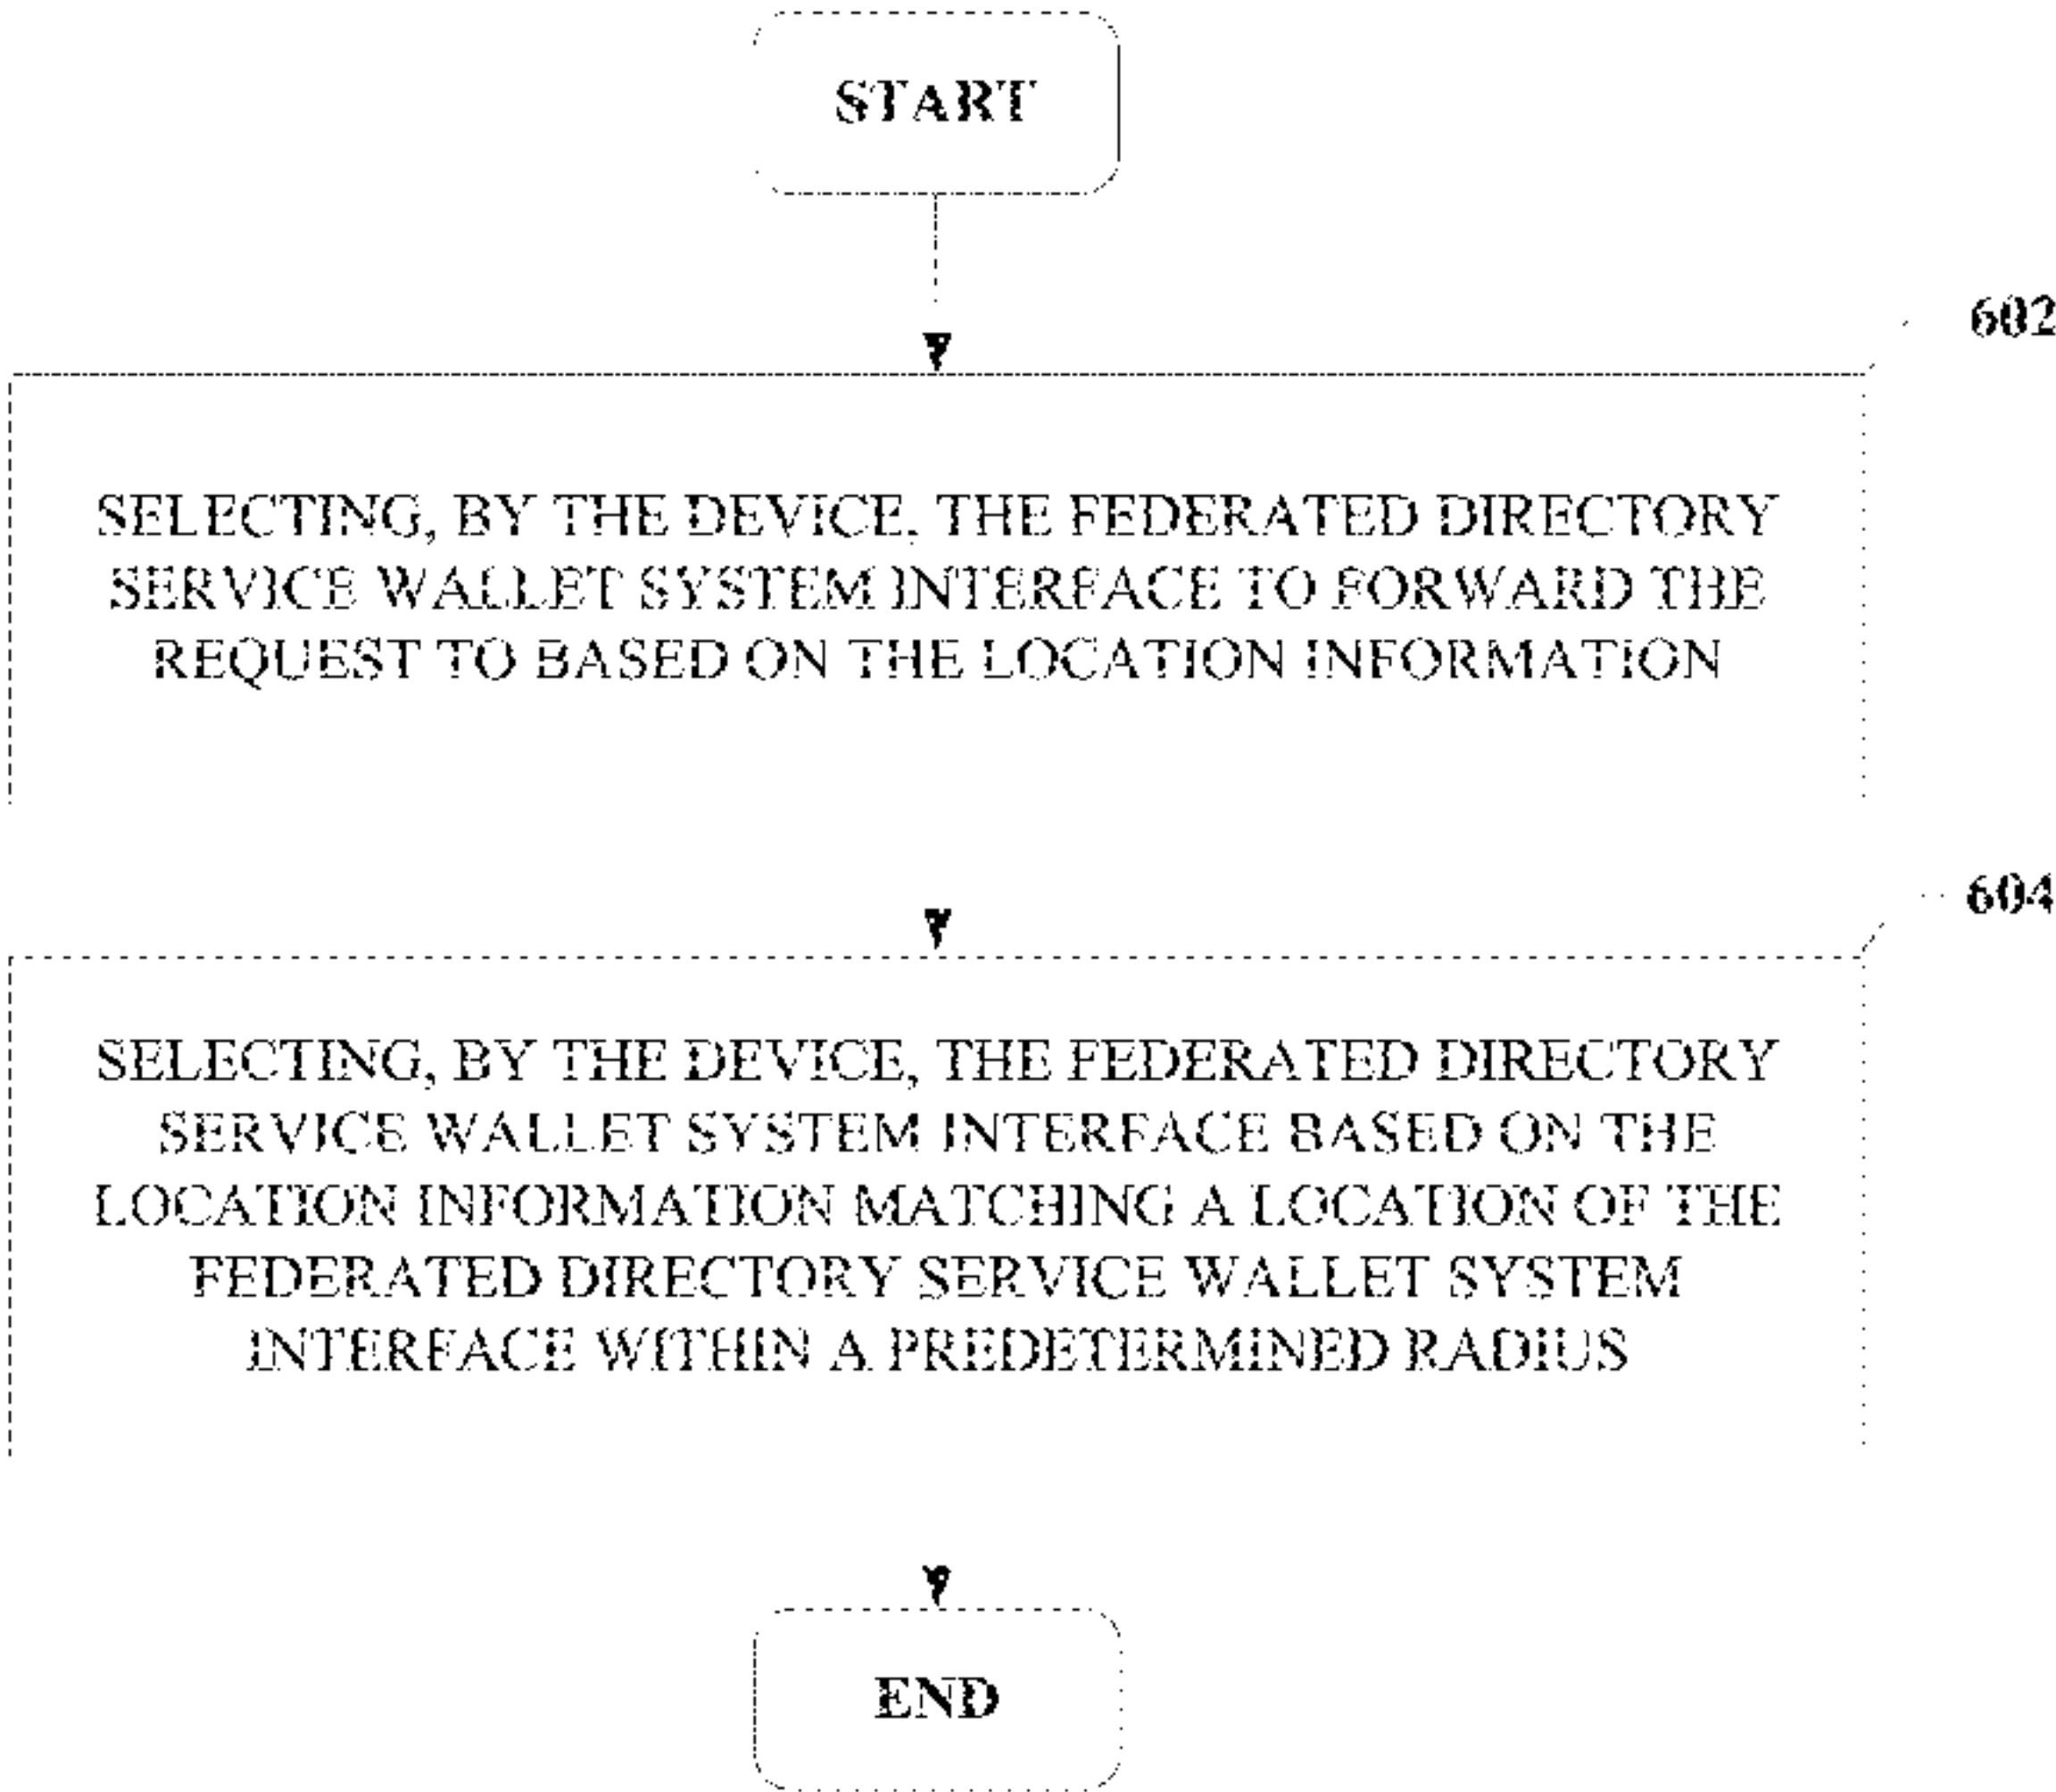 START
602
SELECTING, BY THE DEVICE, THE FEDERATED DIRECTORY
SERVICE WALLET SYSTEM INTERFACE TO FORWARD THE
REQUEST TO BASED ON THE LOCATION INFORMATION
604
SELECTING, BY THE DEVICE, THE FEDERATED DIRECTORY
SERVICE WALLET SYSTEM INTERFACE BASED ON THE
LOCATION INFORMATION MATCHING A LOCATION OF THE
FEDERATED DIRECTORY SERVICE WALLET SYSTEM
INTERFACE WITHIN A PREDETERMINED RADIUS
END